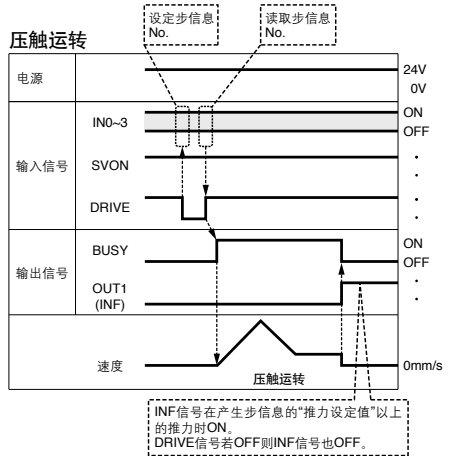 压触运转
设定步信息
No.
读取步信息
No.
电源
24V
0V
输入信号
IN0~3
ON
OFF
SVON
DRIVE
输出信号
BUSY
ON
OFF
OUT1
(INF)
速度
压触运转
0mm/s
INF信号在产生步信息的“推力设定值”以上
的推力时ON。
DRIVE信号若OFF则INF信号也OFF。